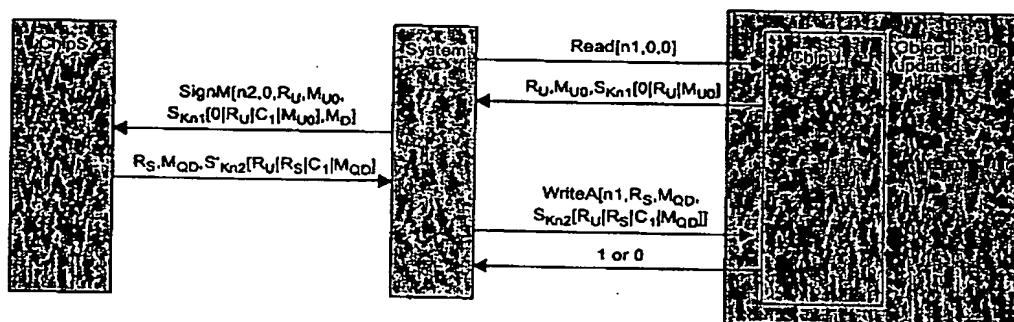 ChipS
System
Read[n1,0,0]
ChipU
Object being
updated
R_U,M_U0,S_Kn1[0|R_U|M_U0]
SignM[n2,0,R_U,M_U0,
S_Kn1[0|R_U|C_1|M_U0],M_D]
R_S,M_QD,S"_Kn2[R_U|R_S|C_1|M_QD]
WriteA[n1,R_S,M_QD,
S_Kn2[R_U|R_S|C_1|M_QD]]
1 or 0